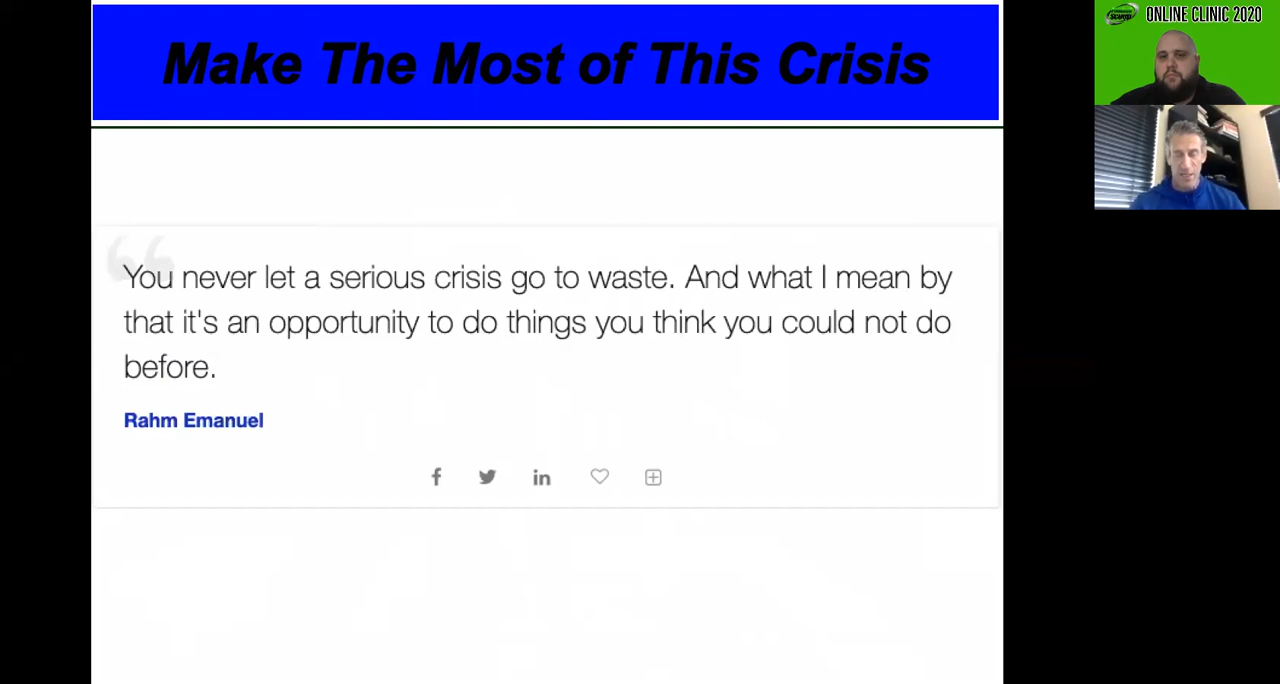 Make The Most of This Crisis
ONLINE CLINIC 2020
You never let a serious crisis go to waste. And what I mean by
that it's an opportunity to do things you think you could not do
before.
Rahm Emanuel